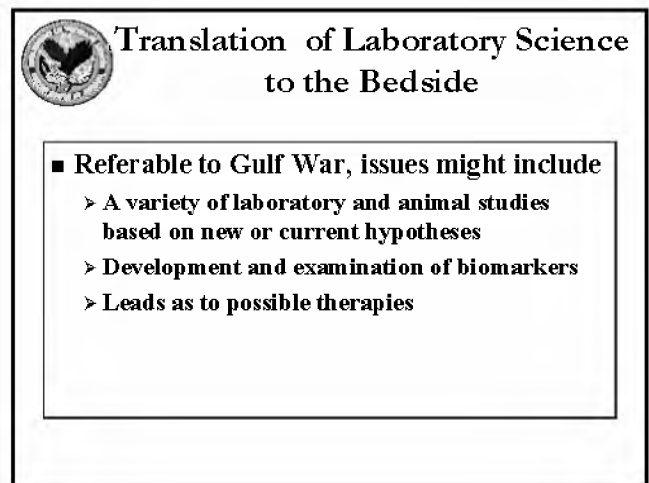 Translation of Laboratory Science
to the Bedside
■ Referable to Gulf War, issues might include
➢ A variety of laboratory and animal studies
based on new or current hypotheses
➢ Development and examination of biomarkers
➢ Leads as to possible therapies